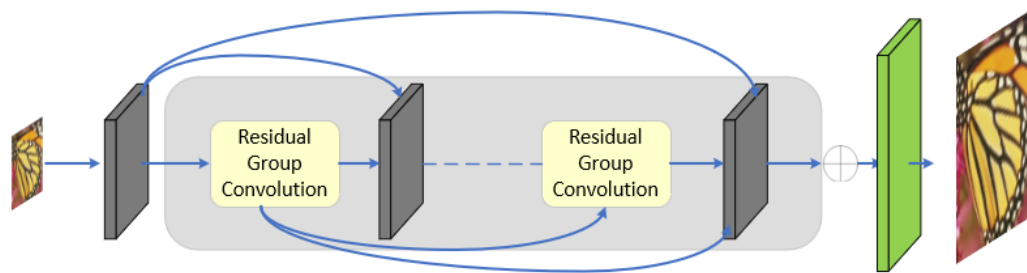 Residual
Group
Convolution
Residual
Group
Convolution